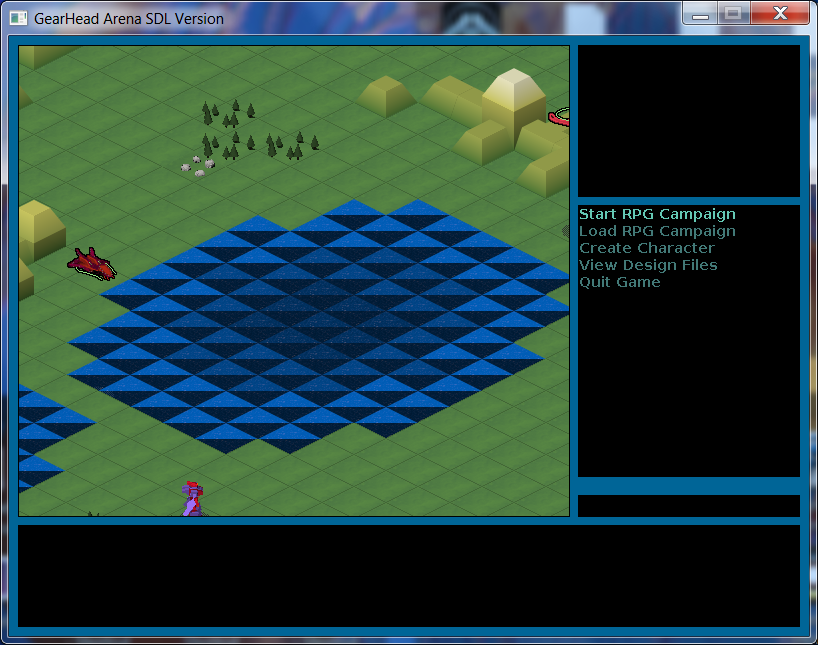 GearHead Arena SDL Version
Start RPG Campaign
Load RPG Campaign
Create Character
View Design Files
Quit Game